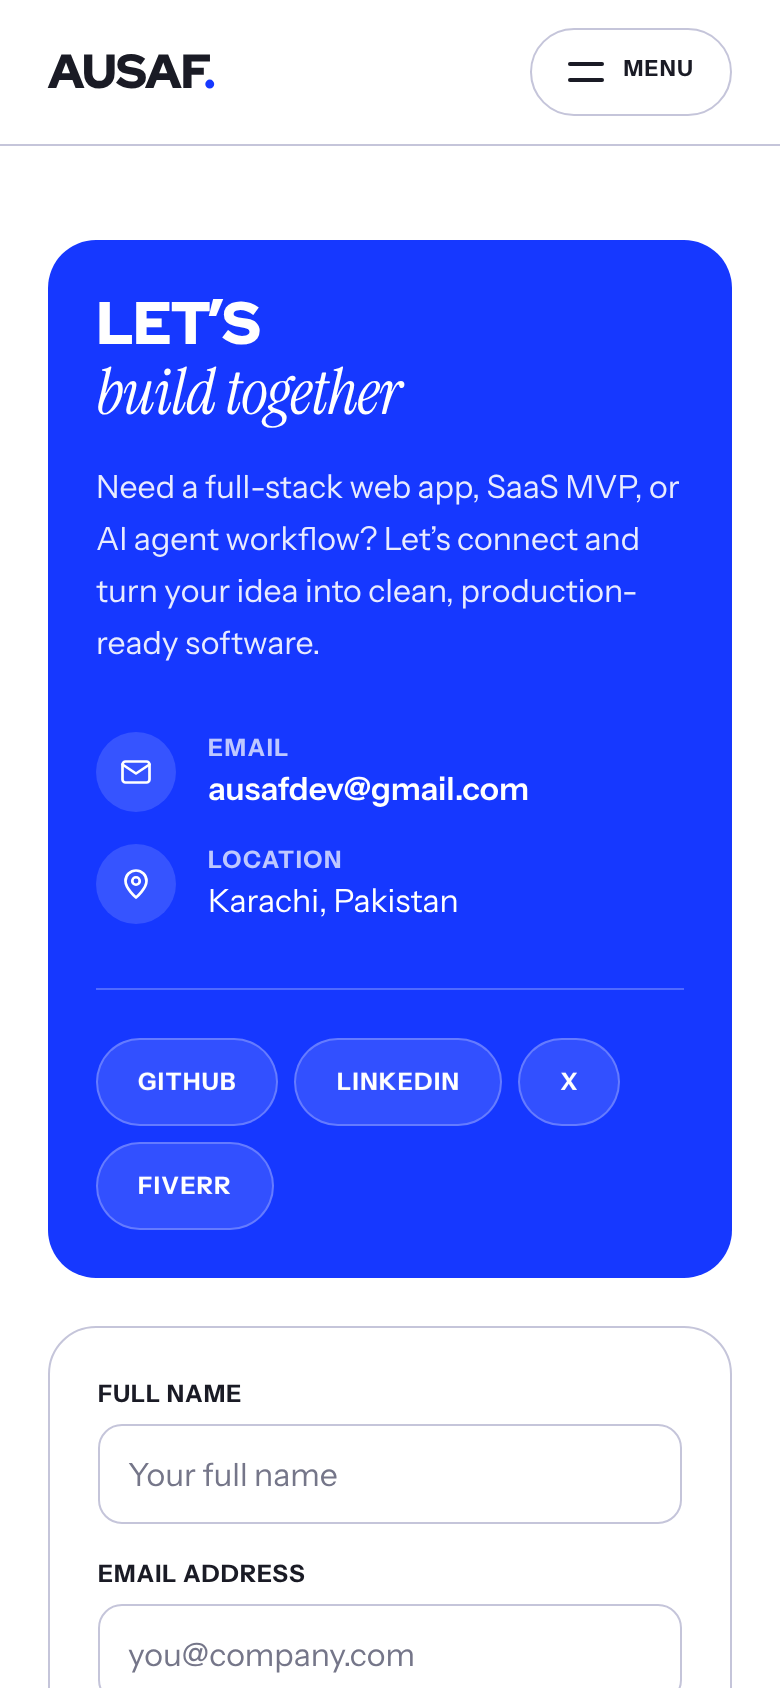 AUSAF.
MENU
LET’S
build together
Need a full-stack web app, SaaS MVP, or
AI agent workflow? Let’s connect and
turn your idea into clean, production-
ready software.
EMAIL
ausafdev@gmail.com
LOCATION
Karachi, Pakistan
GITHUB
LINKEDIN
X
FIVERR
FULL NAME
Your full name
EMAIL ADDRESS
you@company.com